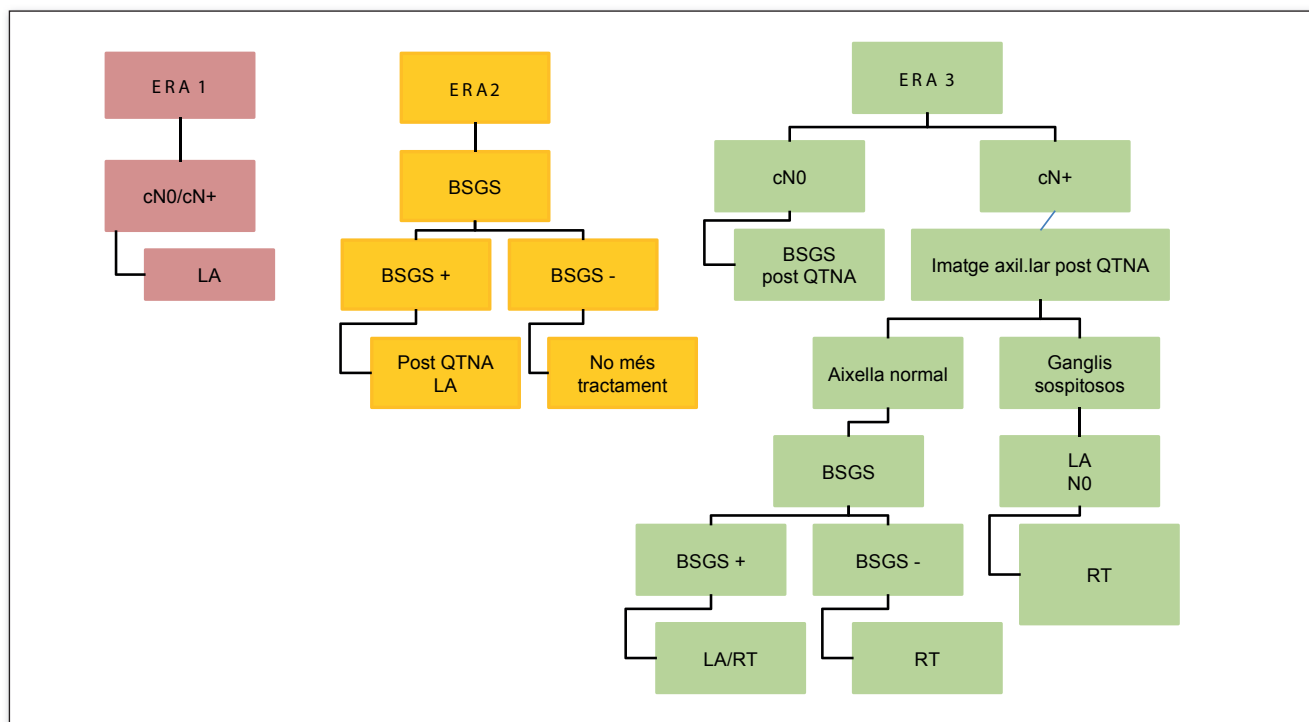 ERA 1
cN0/cN+
LA
ERA2
BSGS
BSGS +
BSGS -
Post QTNA
LA
No més
tractament
ERA 3
cN0
cN+
BSGS
post QTNA
Imatge axil.lar post QTNA
Aixella normal
Ganglis
sospitosos
BSGS
LA
N0
BSGS +
BSGS -
RT
LA/RT
RT